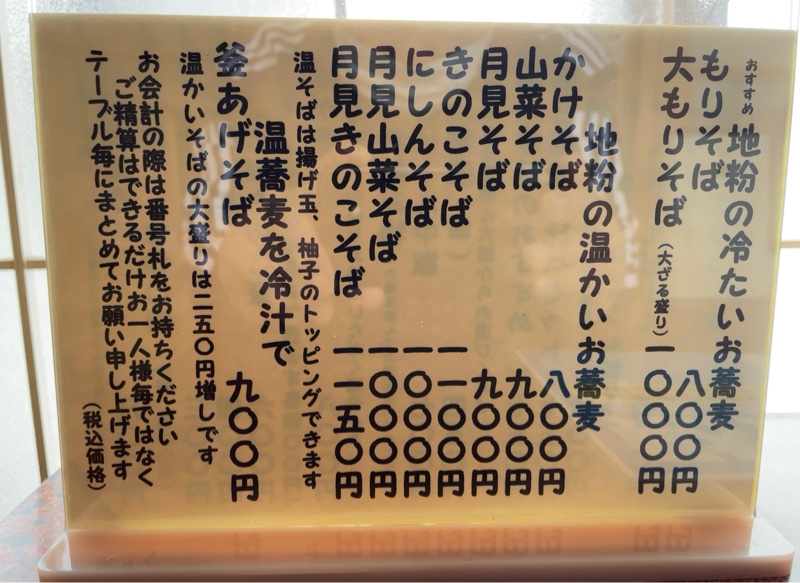 おすすめ
地粉の冷たいお蕎麦
もりそば 八〇〇円
大もりそば(大ざる盛り) 一〇〇〇円
地粉の温かいお蕎麦
かけそば 八〇〇円
山菜そば 九〇〇円
月見そば 九〇〇円
きのこそば 一一〇〇円
にしんそば 一〇〇〇円
月見山菜そば 一〇〇〇円
月見きのこそば 一一五〇円
温そばは揚げ玉、柚子のトッピングできます
温蕎麦を冷汁で
釜あげそば 九〇〇円
温かいそばの大盛りは二五〇円増しです
お会計の際は番号札をお持ちください
ご精算はできるだけお一人様毎ではなく
テーブル毎にまとめてお願い申し上げます
(税込価格)